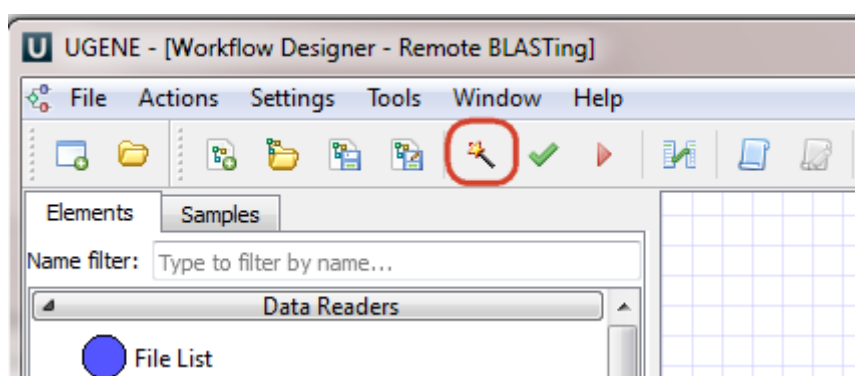 UGENE - [Workflow Designer - Remote BLASTing]
File Actions Settings Tools Window Help
Elements Samples
Name filter: Type to filter by name...
Data Readers
File List